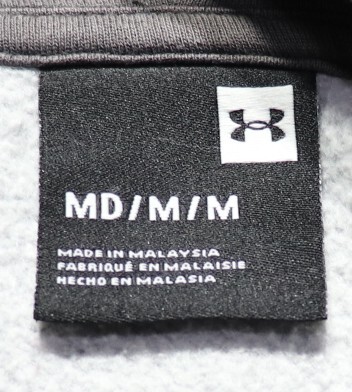 MD/M/M
MADE IN MALAYSIA
FABRIQUÉ EN MALAISIE
HECHO EN MALASIA